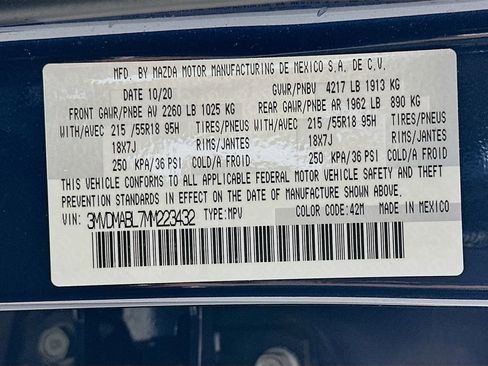 MFD. BY MAZDA MOTOR MANUFACTURING DE MEXICO S.A. DE C.V.
DATE 10/20 GVWR/PNBV 4217 LB 1913 KG
FRONT GAWR/PNBE AV 2260 LB 1025 KG REAR GAWR/PNBE AR 1962 LB 890 KG
WITH/AVEC 215 /55R18 95H TIRES/PNEUS WITH/AVEC 215 /55R18 95H TIRES/PNEUS
18X7J RIMS/JANTES 18X7J RIMS/JANTES
250 KPA/36 PSI COLD/A FROID 250 KPA/36 PSI COLD/A FROID
THIS VEHICLE CONFORMS TO ALL APPLICABLE FEDERAL MOTOR VEHICLE SAFETY AND THEFT
PREVENTION STANDARDS IN EFFECT ON THE DATE OF MANUFACTURE SHOWN ABOVE.
VIN: 3MVDMABL7MM223432 TYPE:MPV COLOR CODE:42M MADE IN MEXICO